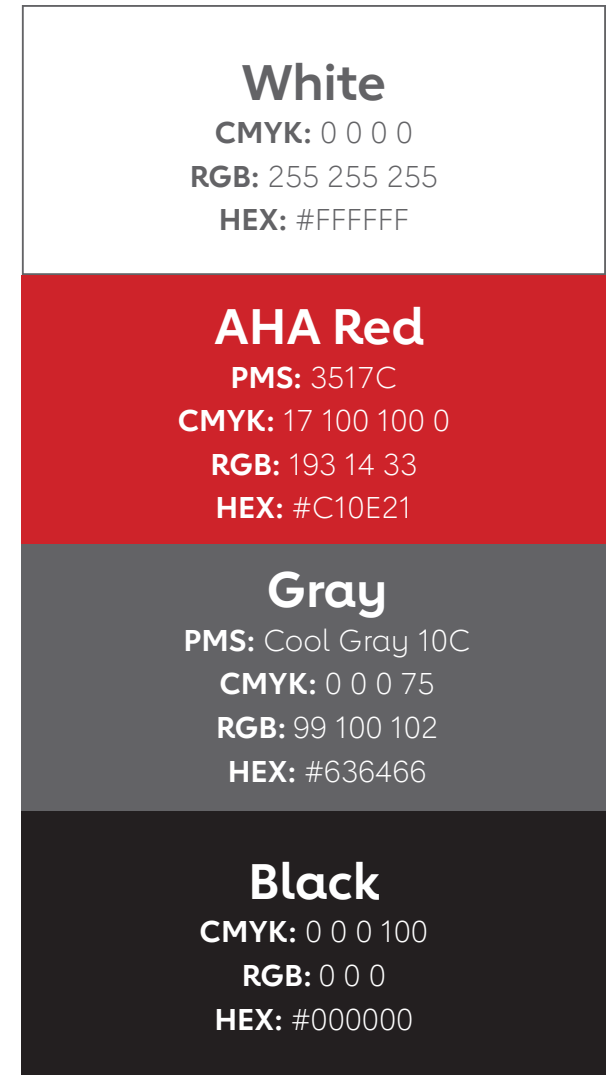 White
CMYK: 0 0 0 0
RGB: 255 255 255
HEX: #FFFFFF
AHA Red
PMS: 3517C
CMYK: 17 100 100 0
RGB: 193 14 33
HEX: #C10E21
Gray
PMS: Cool Gray 10C
CMYK: 0 0 0 75
RGB: 99 100 102
HEX: #636466
Black
CMYK: 0 0 0 100
RGB: 0 0 0
HEX: #000000